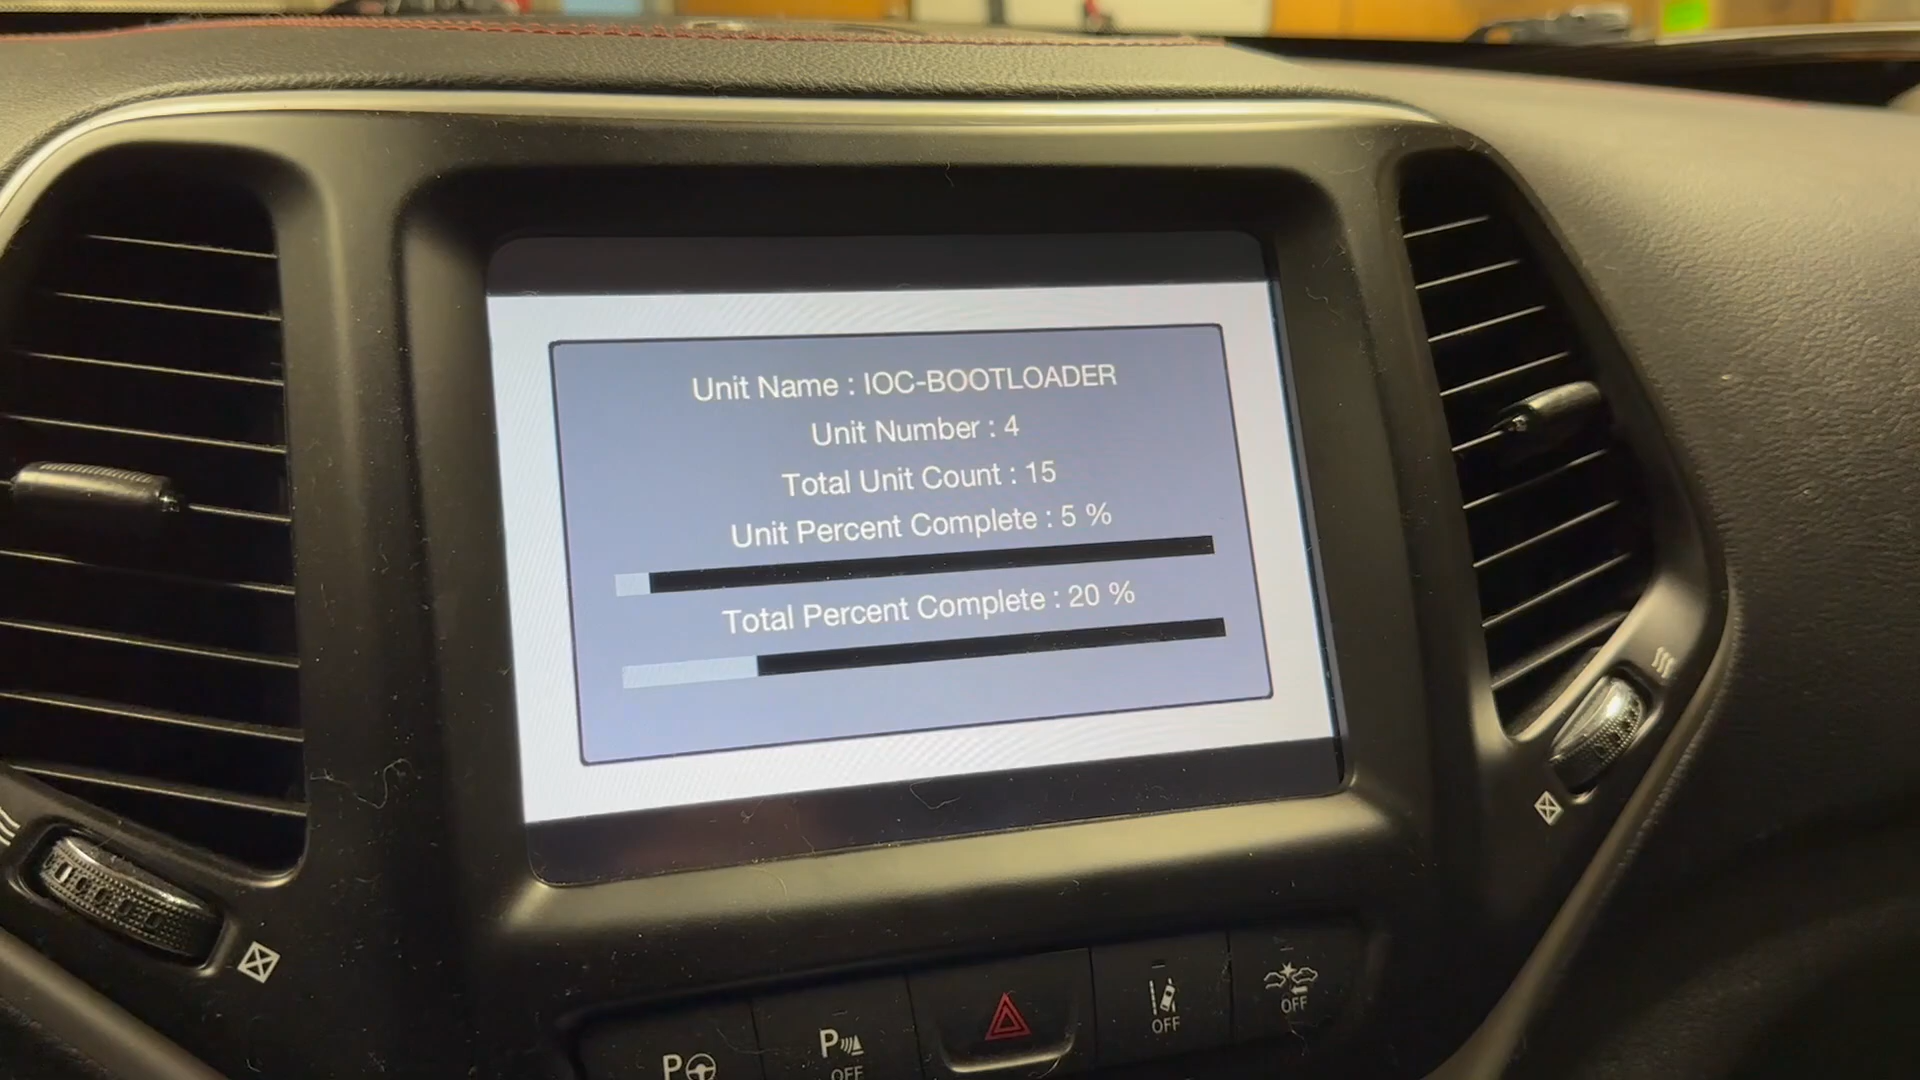 Unit Name : IOC-BOOTLOADER
Unit Number : 4
Total Unit Count : 15
Unit Percent Complete : 5 %
Total Percent Complete : 20 %
P
P
OFF
OFF
OFF